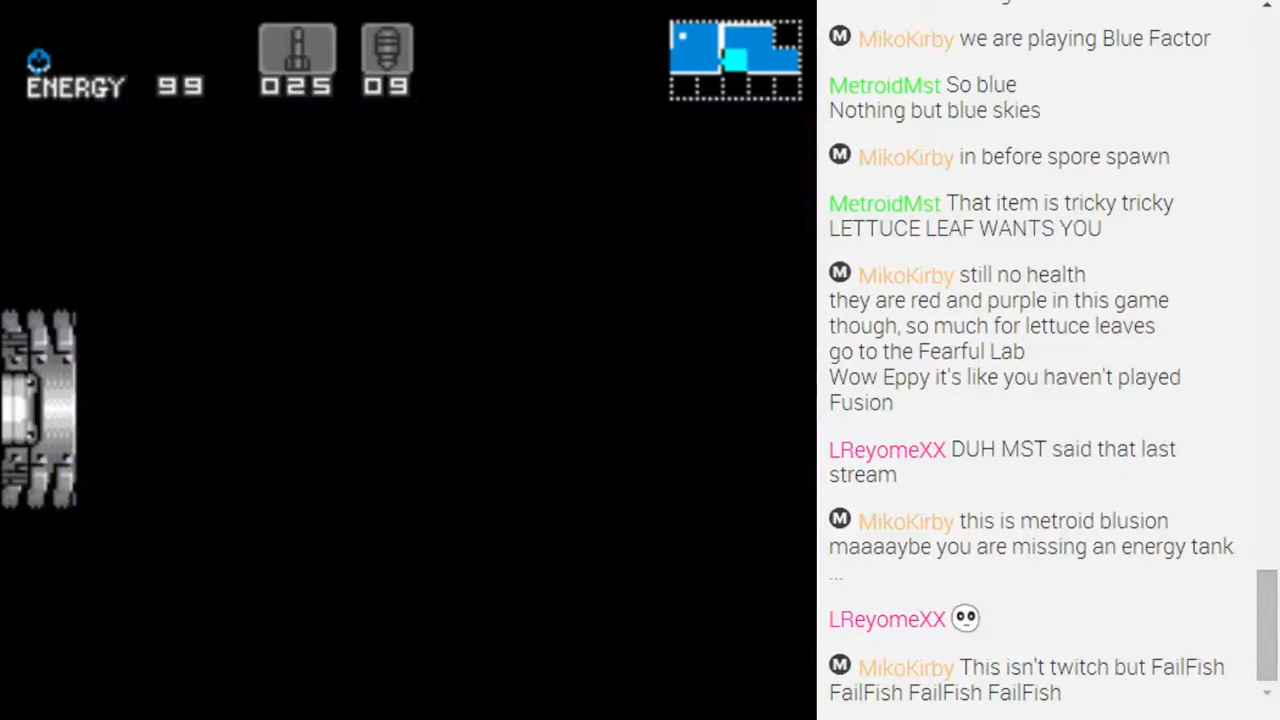 ENERGY 99 025 09
M MikoKirby we are playing Blue Factor
MetroidMst So blue
Nothing but blue skies
M MikoKirby in before spore spawn
MetroidMst That item is tricky tricky
LETTUCE LEAF WANTS YOU
M MikoKirby still no health
they are red and purple in this game
though, so much for lettuce leaves
go to the Fearful Lab
Wow Eppy it's like you haven't played
Fusion
LReyomeXX DUH MST said that last
stream
M MikoKirby this is metroid blusion
maaaaybe you are missing an energy tank
...
LReyomeXX
M MikoKirby This isn't twitch but FailFish
FailFish FailFish FailFish